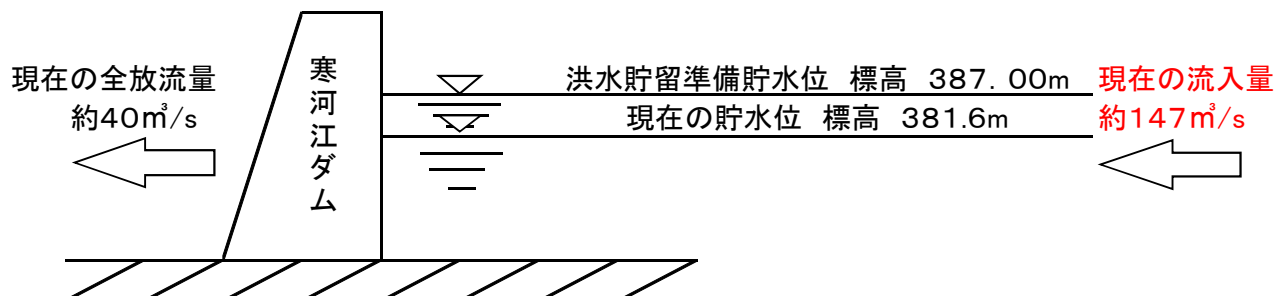 現在の全放流量
約40㎥/s
寒河江ダム
洪水貯留準備貯水位 標高 387.00m
現在の貯水位 標高 381.6m
現在の流入量
約147㎥/s